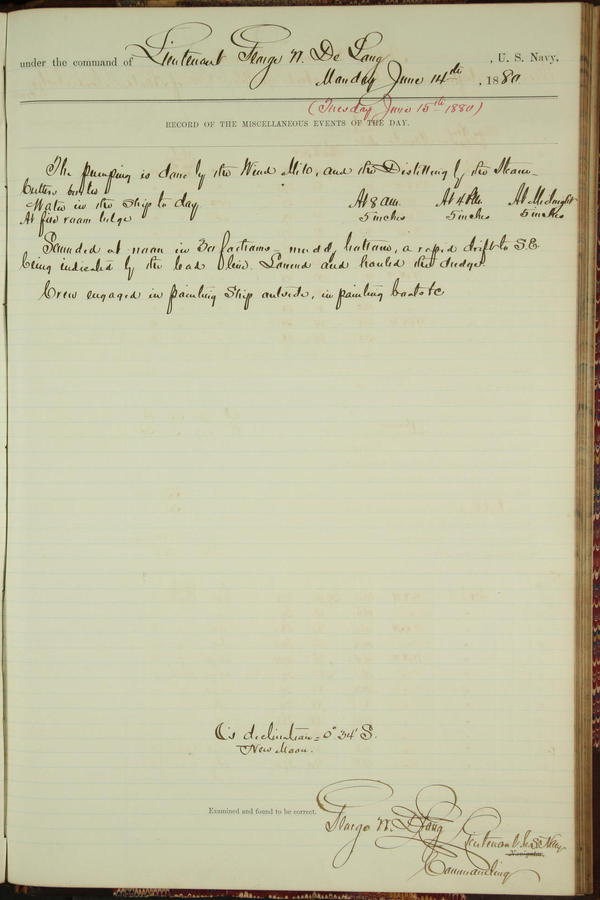 under the command of Lieutenant George W. De Long, U. S. Navy.
Monday June 14th, 1880
(Tuesday June 15th 1880)
RECORD OF THE MISCELLANEOUS EVENTS OF THE DAY.
The pumping is done by the Wind Mill, and the Distilling by the Steam-
Cutters boiler
Water in the Ship to day At 8 am. At 4 P.M. At Midnight
At fire room bilge 5 inches 5 inches 5 inches
Sounded at noon in 30 fathoms - mud, bottom, a rapid drift to S.E.
being indicated by the lead line. Lowered and hauled the dredge.
Crew engaged in painting Ship outside, in painting boats &c
☾'s declination = 0° 34' S.
New Moon.
Examined and found to be correct.
George W. De Long Lieutenant U.S. Navy
Navigator.
Commanding